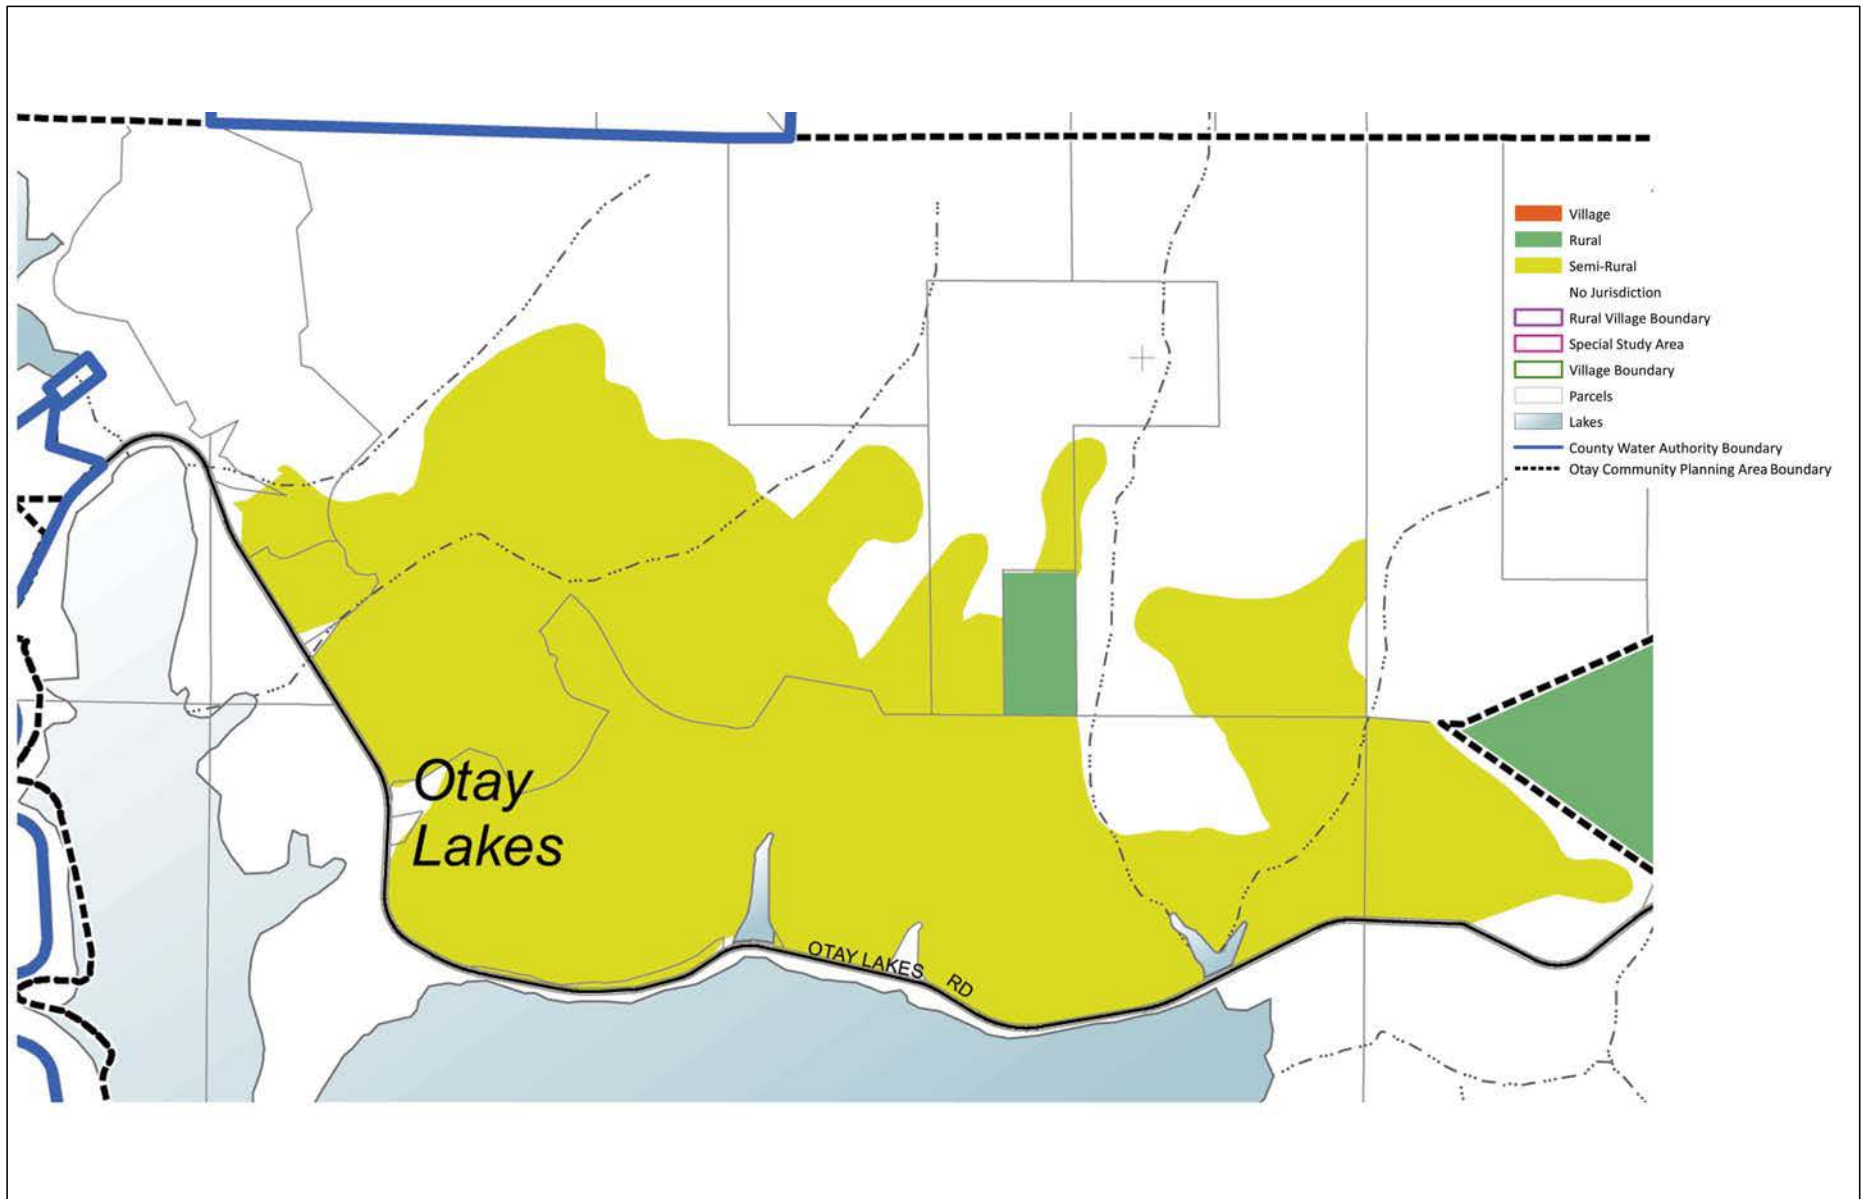 Village
Rural
Semi-Rural
No Jurisdiction
Rural Village Boundary
Special Study Area
Village Boundary
Parcels
Lakes
County Water Authority Boundary
Otay Community Planning Area Boundary
Otay
Lakes
OTAY LAKES RD